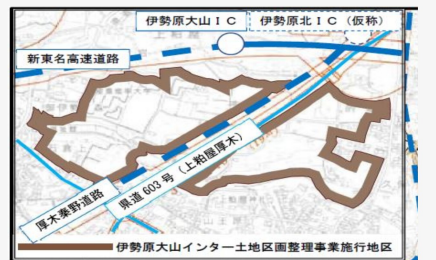 伊勢原大山ＩＣ
伊勢原北ＩＣ（仮称）
新東名高速道路
厚木秦野道路
県道603号（上粕屋厚木）
伊勢原大山インター土地区画整理事業施行地区